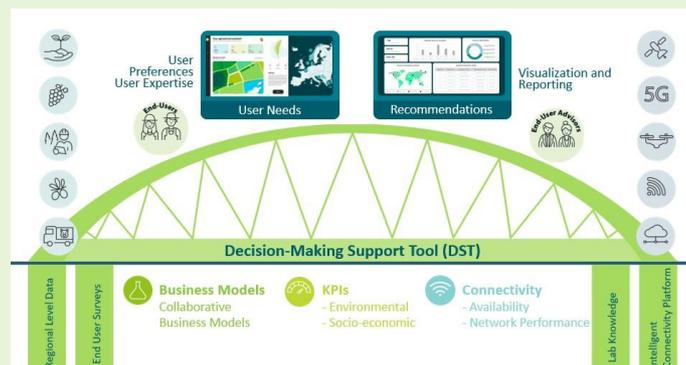 User
Preferences
User Expertise
End-Users
User Needs
Recommendations
Visualization and
Reporting
End-User Advisors
5G
Decision-Making Support Tool (DST)
Business Models
Collaborative
Business Models
KPIs
- Environmental
- Socio-economic
Connectivity
- Availability
- Network Performance
Regional Level Data
End User Surveys
Lab Knowledge
Intelligent
Connectivity Platform